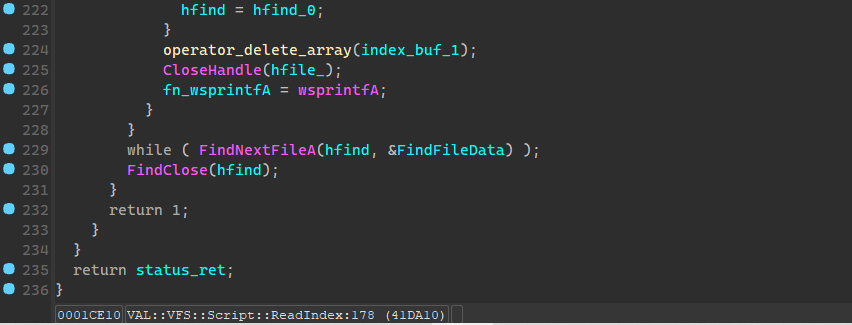 222 hfind = hfind_0;
223 }
224 operator_delete_array(index_buf_1);
225 CloseHandle(hfile_);
226 fn_wsprintfA = wsprintfA;
227 }
228 }
229 while ( FindNextFileA(hfind, &FindFileData) );
230 FindClose(hfind);
231 }
232 return 1;
233 }
234 }
235 return status_ret;
236 }
0001CE10 VAL::VFS::Script::ReadIndex:178 (41DA10)